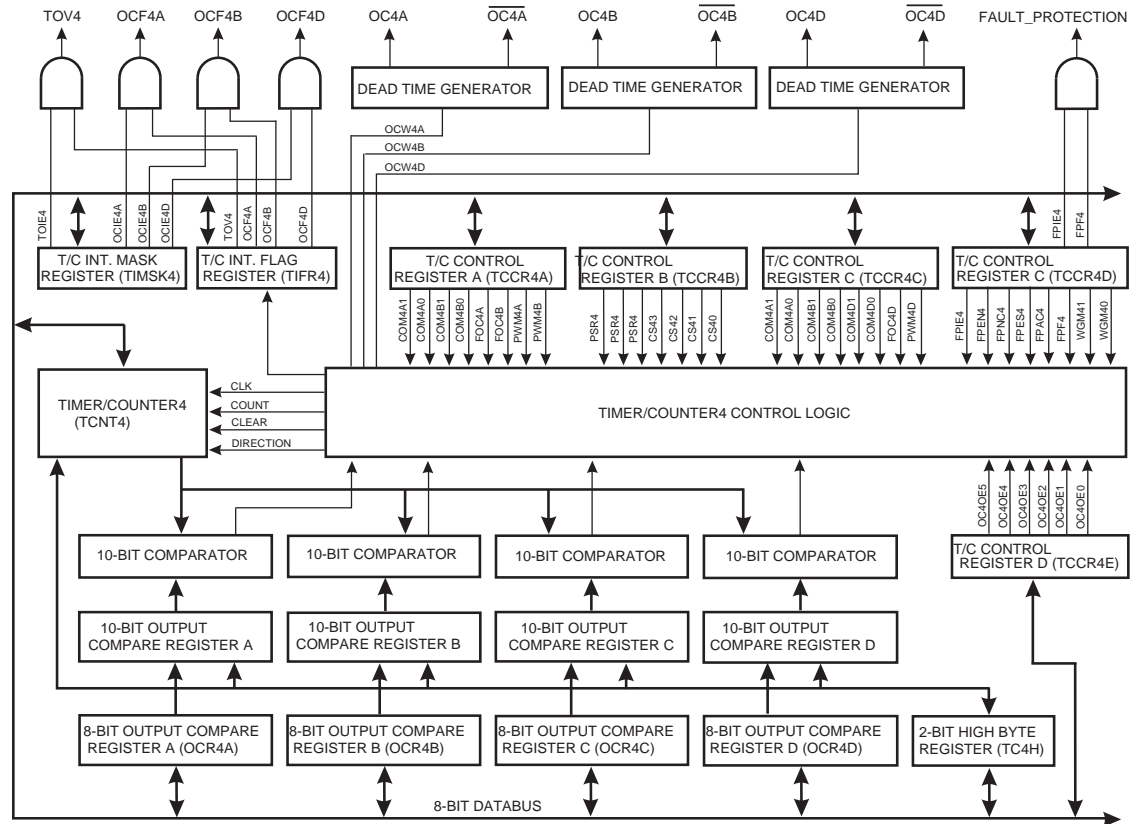 TOV4 OCF4A OCF4B OCF4D OC4A OC4A OC4B OC4B OC4D OC4D FAULT_PROTECTION
DEAD TIME GENERATOR DEAD TIME GENERATOR DEAD TIME GENERATOR
OCW4A
OCW4B
OCW4D
TOIE4 OCIE4A OCIE4B OCIE4D TOV4 OCF4A OCF4B OCF4D FPIE4 FPF4
T/C INT. MASK
REGISTER (TIMSK4)
T/C INT. FLAG
REGISTER (TIFR4)
T/C CONTROL
REGISTER A (TCCR4A)
T/C CONTROL
REGISTER B (TCCR4B)
T/C CONTROL
REGISTER C (TCCR4C)
T/C CONTROL
REGISTER C (TCCR4D)
COM4A1 COM4A0 COM4B1 COM4B0 FOC4A FOC4B PWM4A PWM4B
PSR4 PSR4 PSR4 CS43 CS42 CS41 CS40
COM4A1 COM4A0 COM4B1 COM4B0 COM4D1 COM4D0 FOC4D PWM4D
FPIE4 FPEN4 FPNC4 FPES4 FPAC4 FPF4 WGM41 WGM40
TIMER/COUNTER4
(TCNT4)
CLK
COUNT
CLEAR
DIRECTION
TIMER/COUNTER4 CONTROL LOGIC
OC4OE5 OC4OE4 OC4OE3 OC4OE2 OC4OE1 OC4OE0
T/C CONTROL
REGISTER D (TCCR4E)
10-BIT COMPARATOR 10-BIT COMPARATOR 10-BIT COMPARATOR 10-BIT COMPARATOR
10-BIT OUTPUT
COMPARE REGISTER A
10-BIT OUTPUT
COMPARE REGISTER B
10-BIT OUTPUT
COMPARE REGISTER C
10-BIT OUTPUT
COMPARE REGISTER D
8-BIT OUTPUT COMPARE
REGISTER A (OCR4A)
8-BIT OUTPUT COMPARE
REGISTER B (OCR4B)
8-BIT OUTPUT COMPARE
REGISTER C (OCR4C)
8-BIT OUTPUT COMPARE
REGISTER D (OCR4D)
2-BIT HIGH BYTE
REGISTER (TC4H)
8-BIT DATABUS